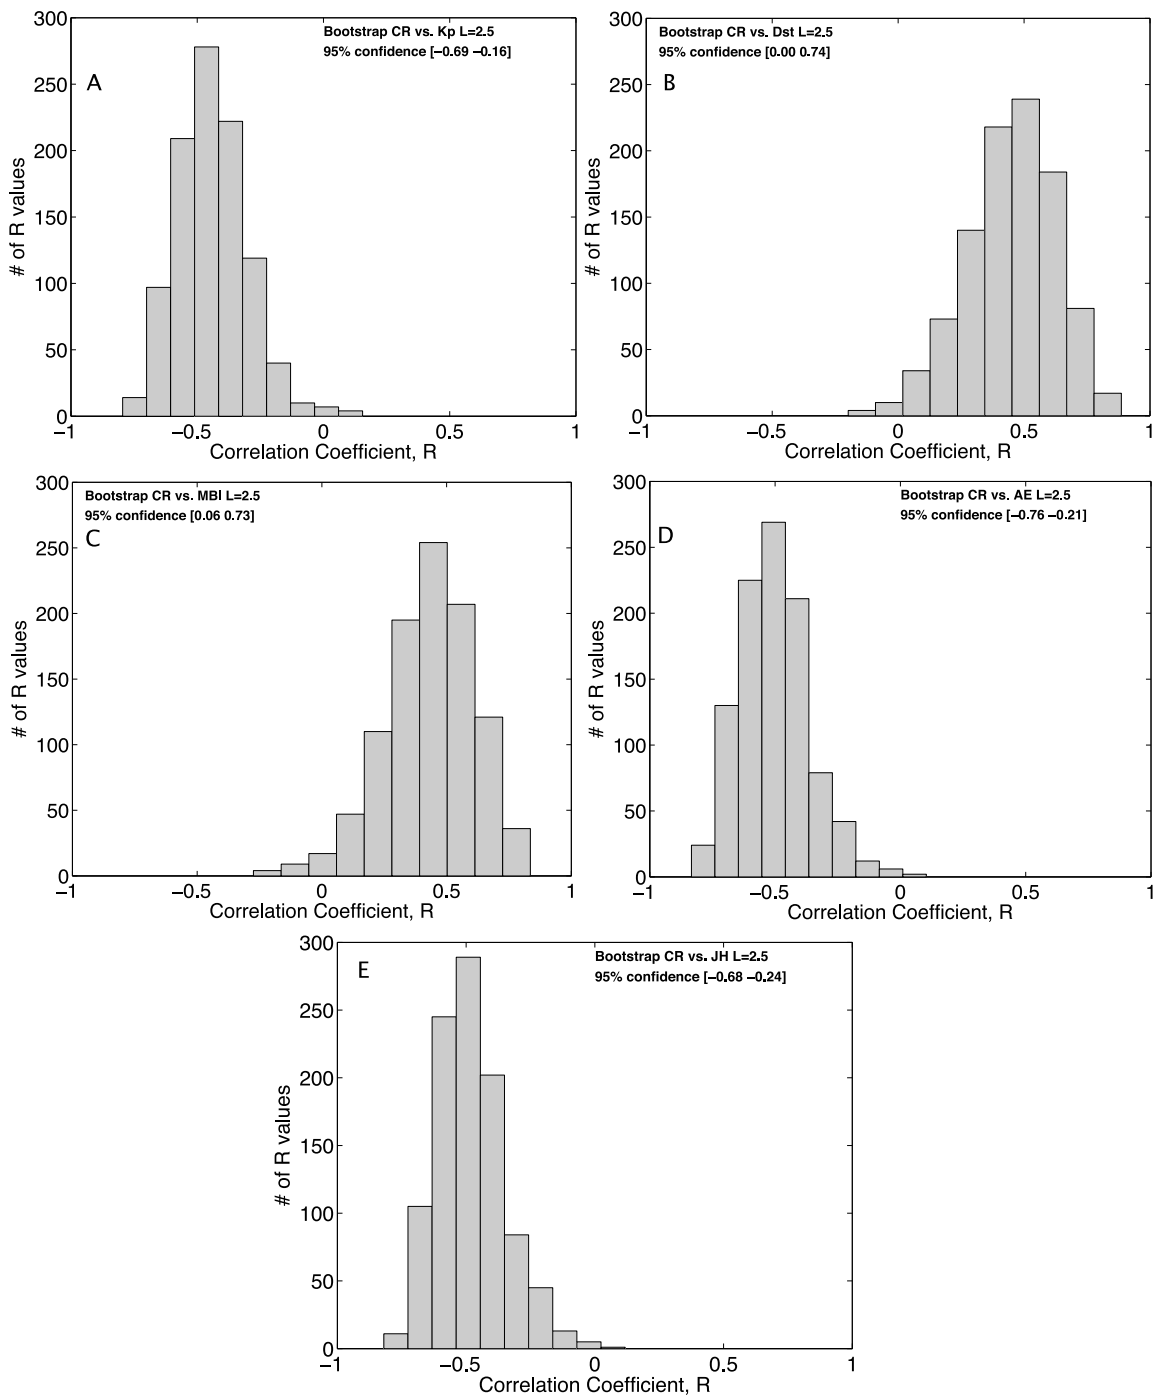 Bootstrap CR vs. Kp L=2.5
95% confidence [−0.69 −0.16]
A
300
250
200
150
100
50
0
# of R values
−1
−0.5
0
0.5
1
Correlation Coefficient, R
Bootstrap CR vs. Dst L=2.5
95% confidence [0.00 0.74]
B
300
250
200
150
100
50
0
# of R values
−1
−0.5
0
0.5
1
Correlation Coefficient, R
Bootstrap CR vs. MBI L=2.5
95% confidence [0.06 0.73]
C
300
250
200
150
100
50
0
# of R values
−1
−0.5
0
0.5
1
Correlation Coefficient, R
Bootstrap CR vs. AE L=2.5
95% confidence [−0.76 −0.21]
D
300
250
200
150
100
50
0
# of R values
−1
−0.5
0
0.5
1
Correlation Coefficient, R
Bootstrap CR vs. JH L=2.5
95% confidence [−0.68 −0.24]
E
300
250
200
150
100
50
0
# of R values
−1
−0.5
0
0.5
1
Correlation Coefficient, R